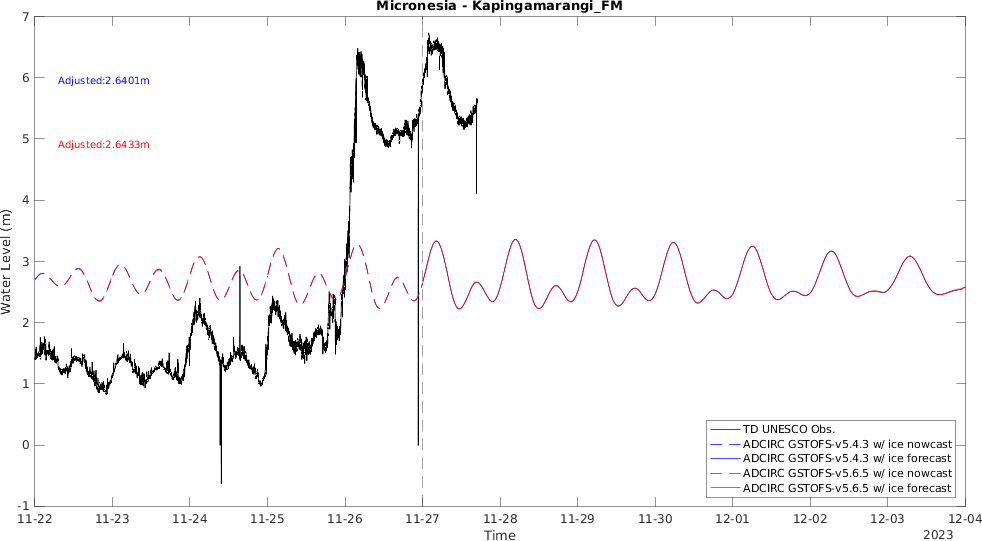 Micronesia - Kapingamarangi_FM
7
6
5
4
3
2
1
0
-1
Water Level (m)
Adjusted:2.6401m
Adjusted:2.6433m
TD UNESCO Obs.
ADCIRC GSTOFS-v5.4.3 w/ ice nowcast
ADCIRC GSTOFS-v5.4.3 w/ ice forecast
ADCIRC GSTOFS-v5.6.5 w/ ice nowcast
ADCIRC GSTOFS-v5.6.5 w/ ice forecast
11-22 11-23 11-24 11-25 11-26 11-27 11-28 11-29 11-30 12-01 12-02 12-03 12-04
Time
2023